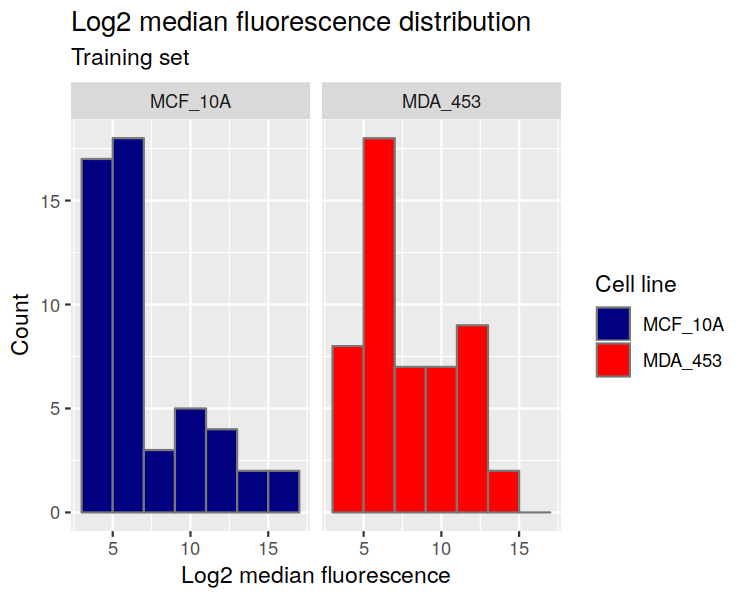 Log2 median fluorescence distribution
Training set
MCF_10A
MDA_453
15
10
5
0
Count
5 10 15
5 10 15
Log2 median fluorescence
Cell line
MCF_10A
MDA_453